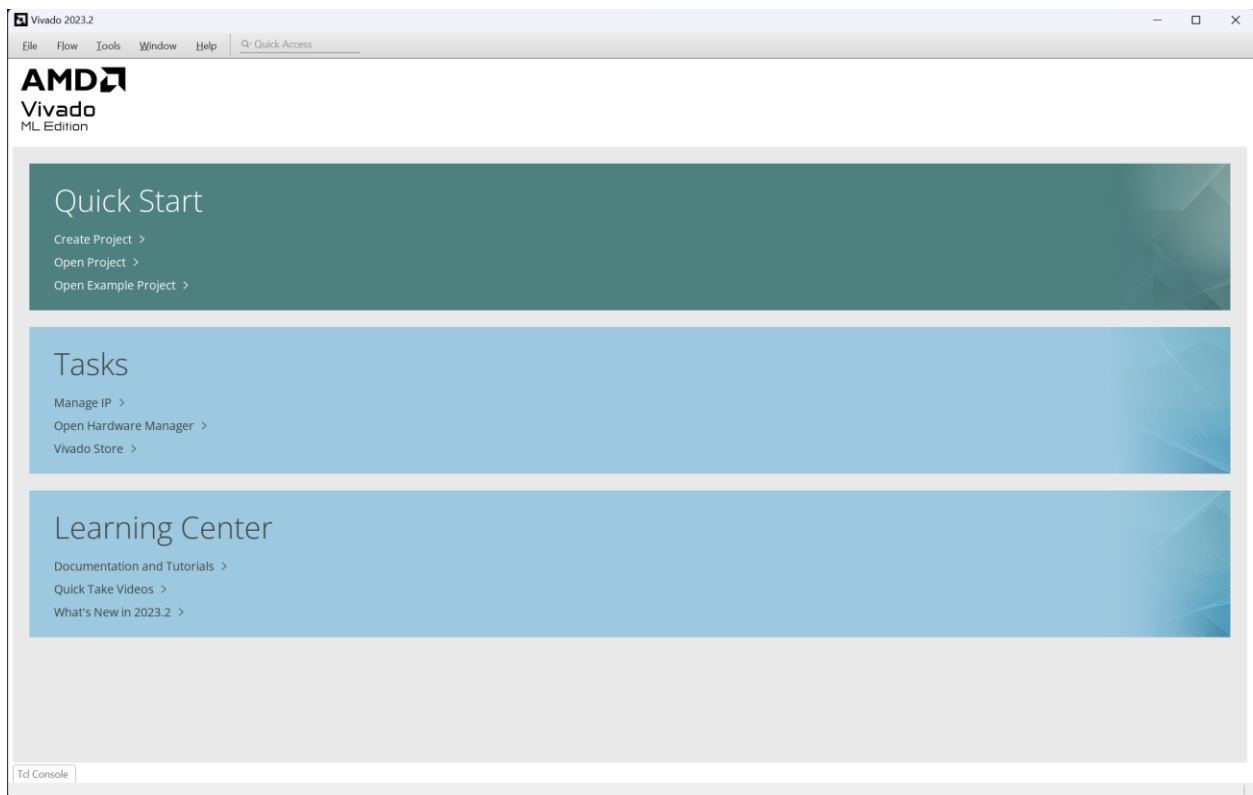 Vivado 2023.2
File Flow Tools Window Help Quick Access
AMD
Vivado
ML Edition
Quick Start
Create Project >
Open Project >
Open Example Project >
Tasks
Manage IP >
Open Hardware Manager >
Vivado Store >
Learning Center
Documentation and Tutorials >
Quick Take Videos >
What's New in 2023.2 >
Tcl Console